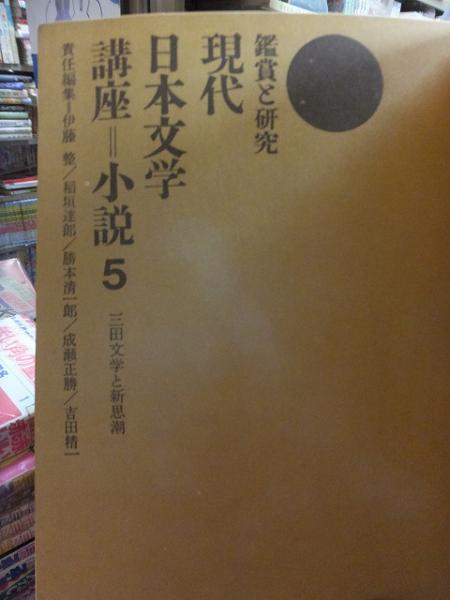 鑑賞と研究
現代
日本文学
講座=小説 5
三田文学と新思潮
責任編集=伊藤 整/稲垣達郎/勝本清一郎/成瀬正勝/吉田精一